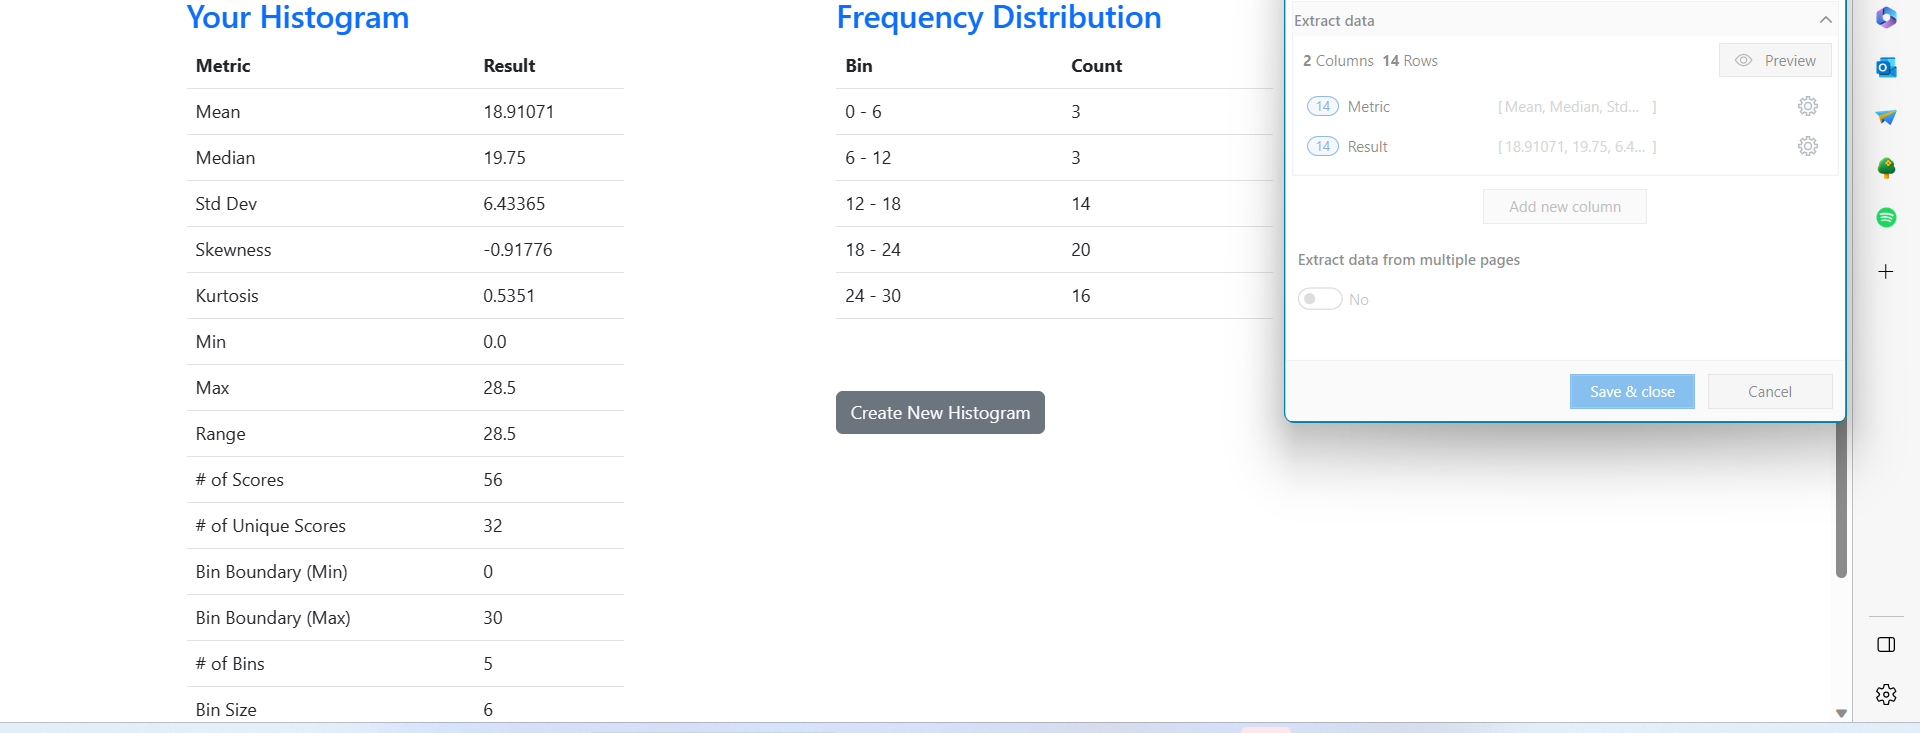 Your Histogram
Metric Result
Mean 18.91071
Median 19.75
Std Dev 6.43365
Skewness -0.91776
Kurtosis 0.5351
Min 0.0
Max 28.5
Range 28.5
# of Scores 56
# of Unique Scores 32
Bin Boundary (Min) 0
Bin Boundary (Max) 30
# of Bins 5
Bin Size 6
Frequency Distribution
Bin Count
0 - 6 3
6 - 12 3
12 - 18 14
18 - 24 20
24 - 30 16
Create New Histogram
Extract data
2 Columns 14 Rows Preview
14 Metric [ Mean, Median, Std... ]
14 Result [ 18.91071, 19.75, 6.4... ]
Add new column
Extract data from multiple pages
No
Save & close Cancel